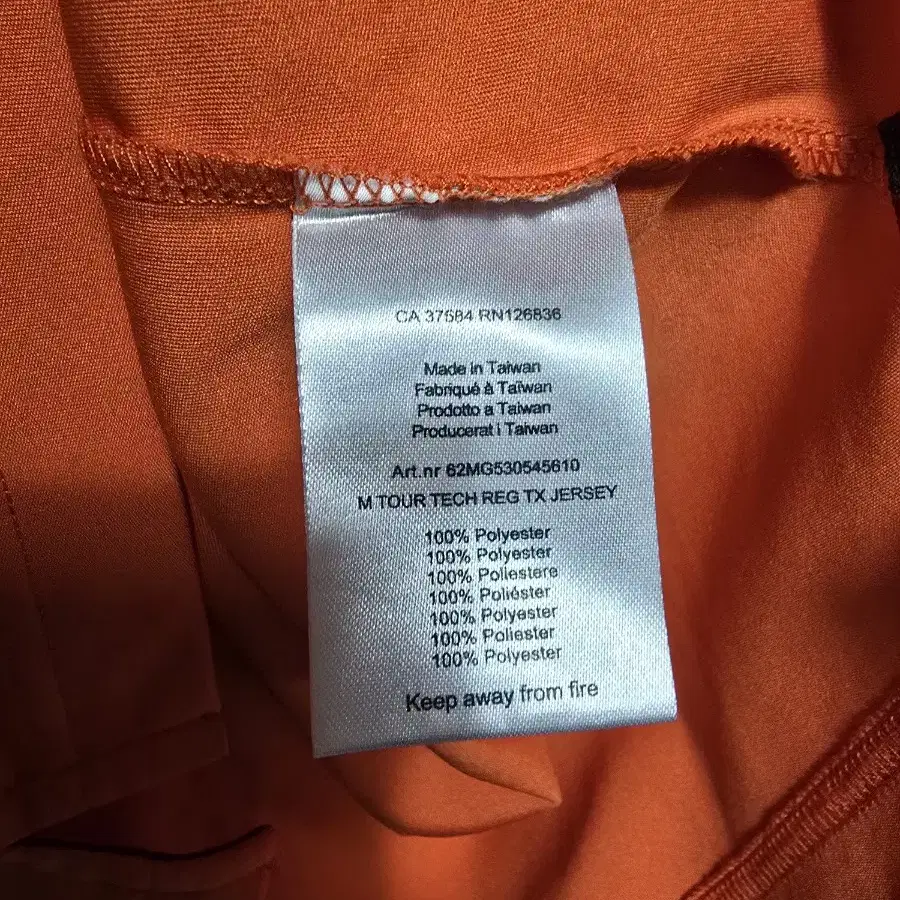 CA 37584 RN126836
Made in Taiwan
Fabriqué à Taïwan
Prodotto a Taiwan
Producerat i Taiwan
Art.nr 62MG530545610
M TOUR TECH REG TX JERSEY
100% Polyester
100% Polyester
100% Poliestere
100% Poliéster
100% Polyester
100% Poliester
100% Polyester
Keep away from fire